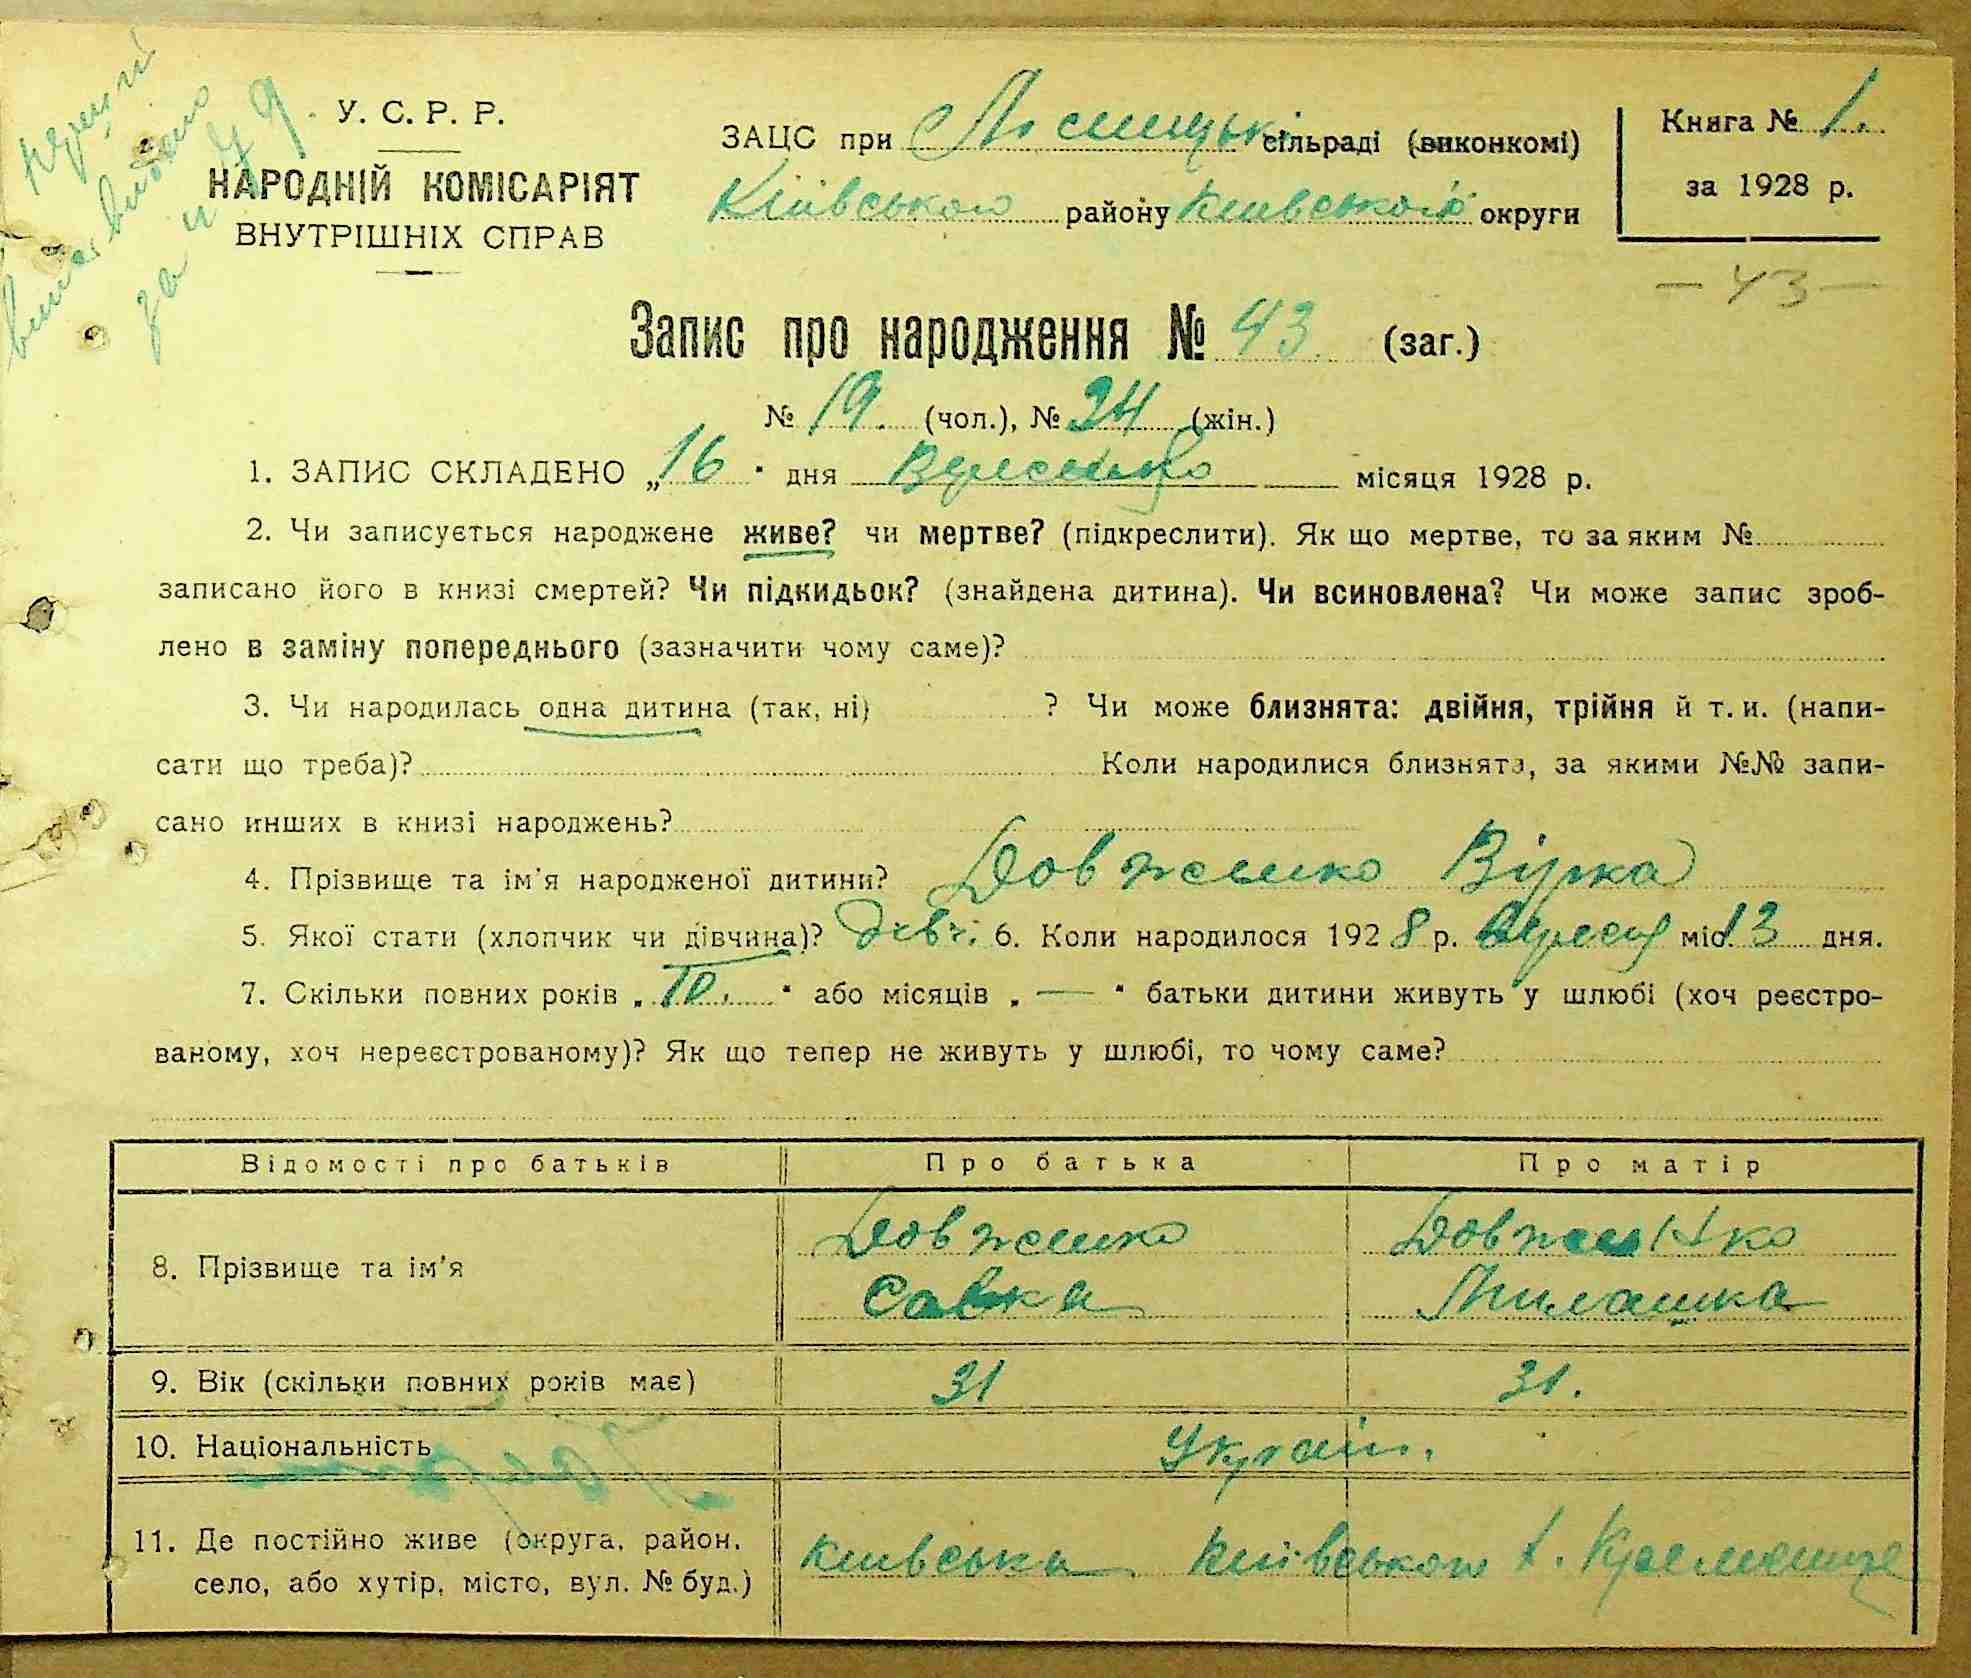 У. С. Р. Р.
НАРОДНІЙ КОМІСАРІЯТ
ВНУТРІШНІХ СПРАВ
за № 49
ЗАЦС при сільраді (виконкомі)
Київського району Київської округи
Книга № 1.
за 1928 р.
— 43 —
Запис про народження № 43 (заг.)
№ 19. (чол.), № 24 (жін.)
1. ЗАПИС СКЛАДЕНО „16“ дня Вересня місяця 1928 р.
2. Чи записується народжене живе? чи мертве? (підкреслити). Як що мертве, то за яким №
записано його в книзі смертей? Чи підкидьок? (знайдена дитина). Чи всиновлена? Чи може запис зроб-
лено в заміну попереднього (зазначити чому саме)?
3. Чи народилась одна дитина (так, ні) ? Чи може близнята: двійня, трійня й т. и. (напи-
сати що треба)? Коли народилися близнята, за якими №№ запи-
сано инших в книзі народжень?
4. Прізвище та ім'я народженої дитини? Довженко Вірка
5. Якої стати (хлопчик чи дівчина)? дівч. 6. Коли народилося 1928 р. Вересня міс. 13 дня.
7. Скільки повних років „10.“ або місяців „—“ батьки дитини живуть у шлюбі (хоч реєстро-
ваному, хоч нереєстрованому)? Як що тепер не живуть у шлюбі, то чому саме?
Відомості про батьків Про батька Про матір
8. Прізвище та ім'я Довженко Савка Довженко Милашка
9. Вік (скільки повних років має) 31 31.
10. Національність Україн.
11. Де постійно живе (округа, район, село, або хутір, місто, вул. № буд.) Київська Київського